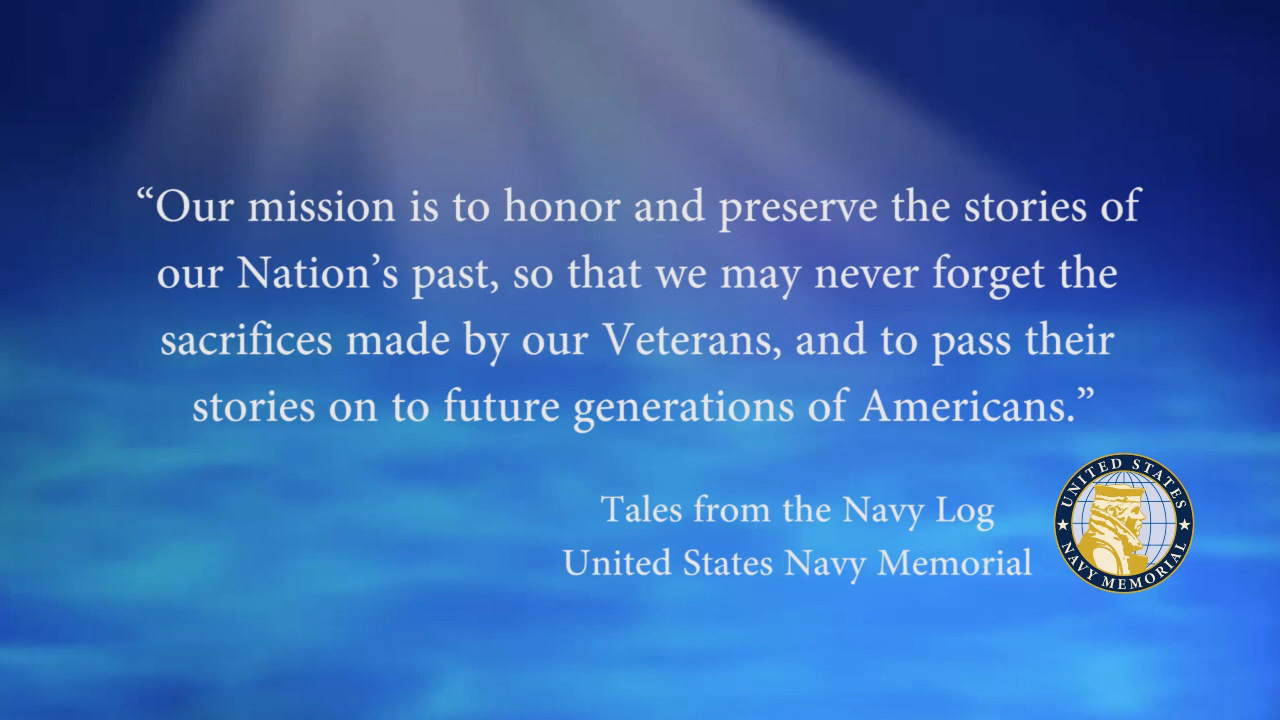 “Our mission is to honor and preserve the stories of
our Nation’s past, so that we may never forget the
sacrifices made by our Veterans, and to pass their
stories on to future generations of Americans.”
Tales from the Navy Log
United States Navy Memorial
UNITED STATES
NAVY MEMORIAL